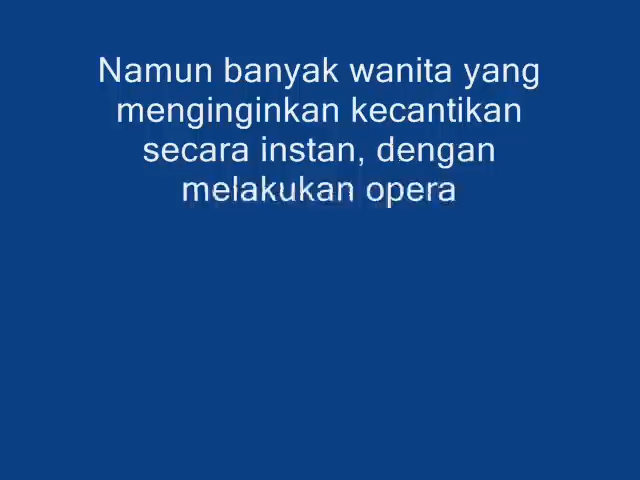 Namun banyak wanita yang
menginginkan kecantikan
secara instan, dengan
melakukan opera